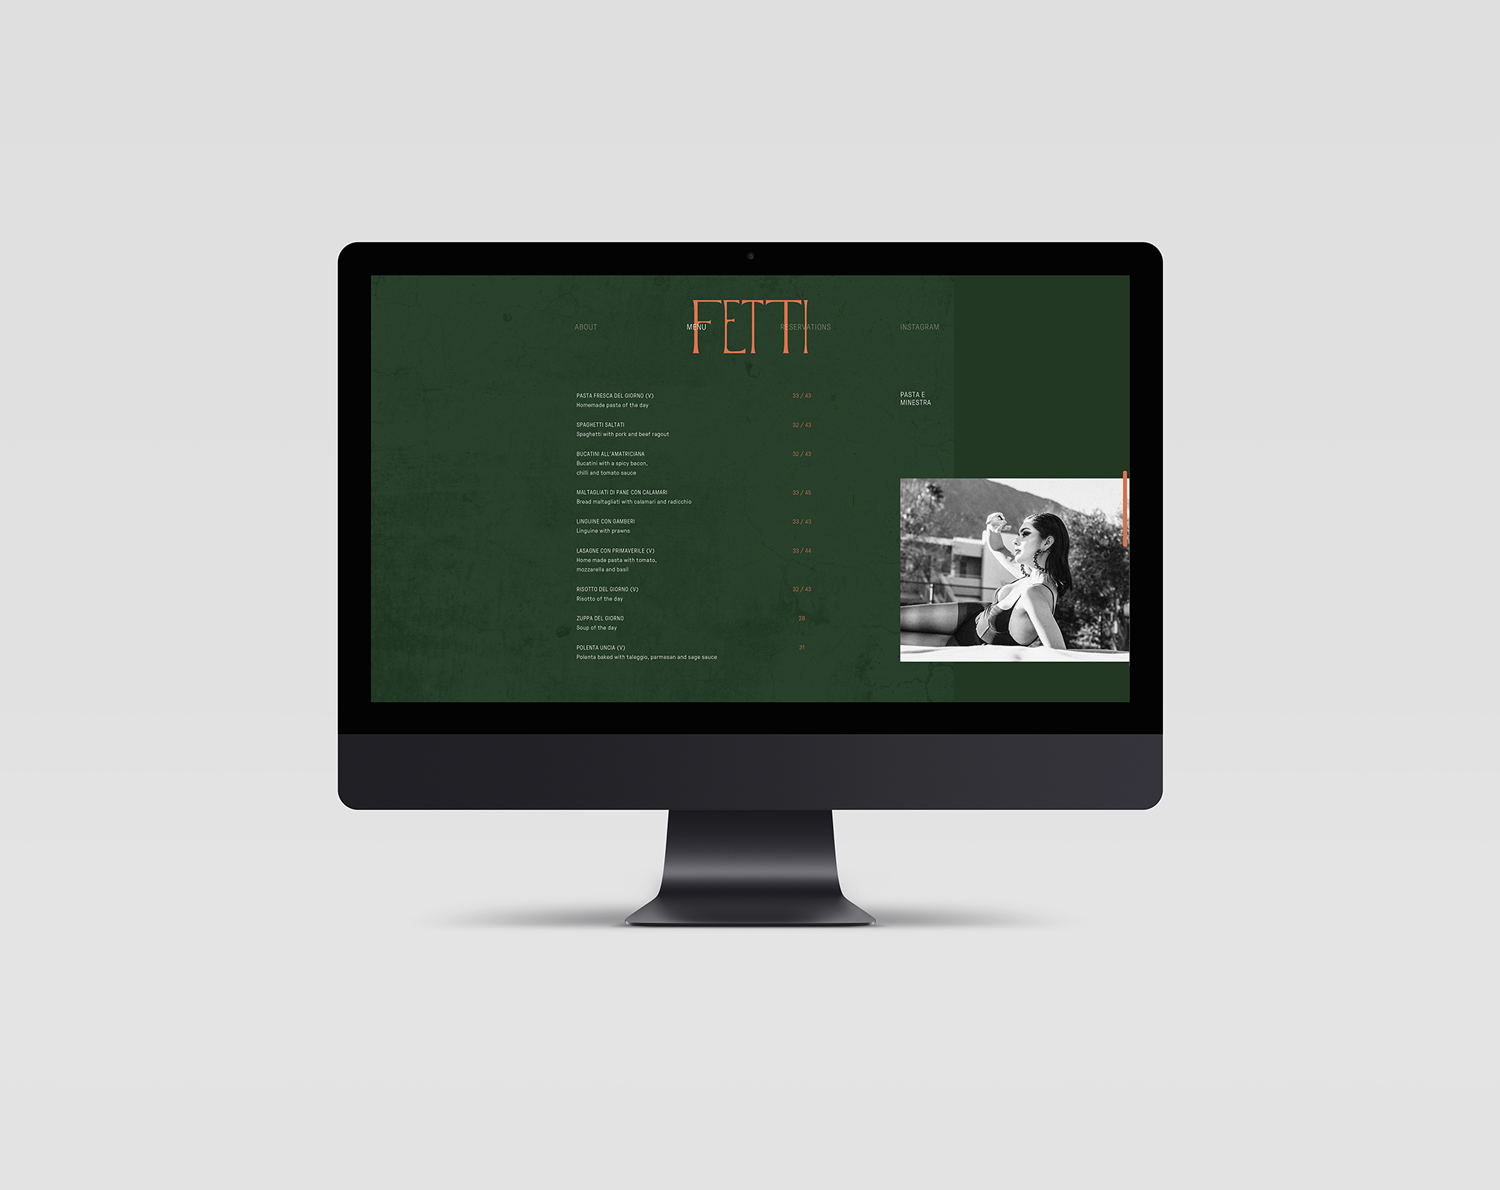 FETTI
ABOUT
MENU
RESERVATIONS
INSTAGRAM
PASTA FRESCA DEL GIORNO (V)
33 / 43
Homemade pasta of the day
SPAGHETTI SALTATI
32 / 43
Spaghetti with pork and beef ragout
BUCATINI ALL'AMATRICIANA
32 / 43
Bucatini with a spicy bacon,
chilli and tomato sauce
MALTAGLIATI DI PANE CON CALAMARI
33 / 45
Bread maltagliati with calamari and radicchio
LINGUINE CON GAMBERI
33 / 43
Linguine with prawns
LASAGNE CON PRIMAVERILE (V)
33 / 44
Home made pasta with tomato,
mozzarella and basil
RISOTTO DEL GIORNO (V)
32 / 43
Risotto of the day
ZUPPA DEL GIORNO
28
Soup of the day
POLENTA UNCIA (V)
31
Polenta baked with taleggio, parmesan and sage sauce
PASTA E
MINESTRA